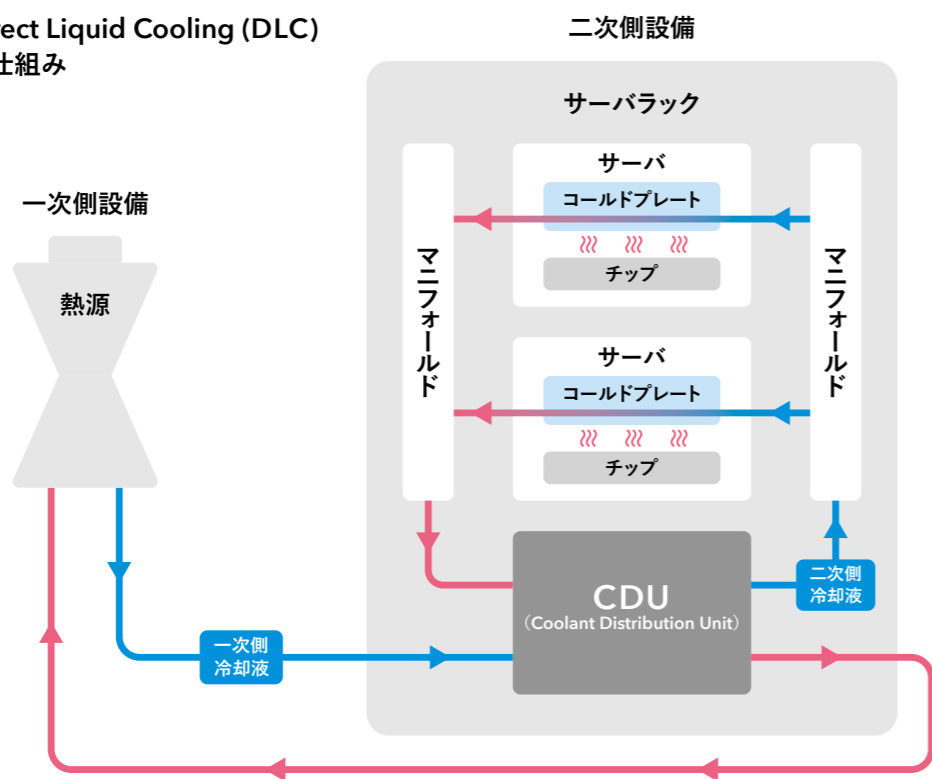 rect Liquid Cooling (DLC)
仕組み
二次側設備
サーバラック
一次側設備
熱源
マニフォールド
サーバ
コールドプレート
チップ
サーバ
コールドプレート
チップ
マニフォールド
CDU
（Coolant Distribution Unit）
二次側
冷却液
一次側
冷却液